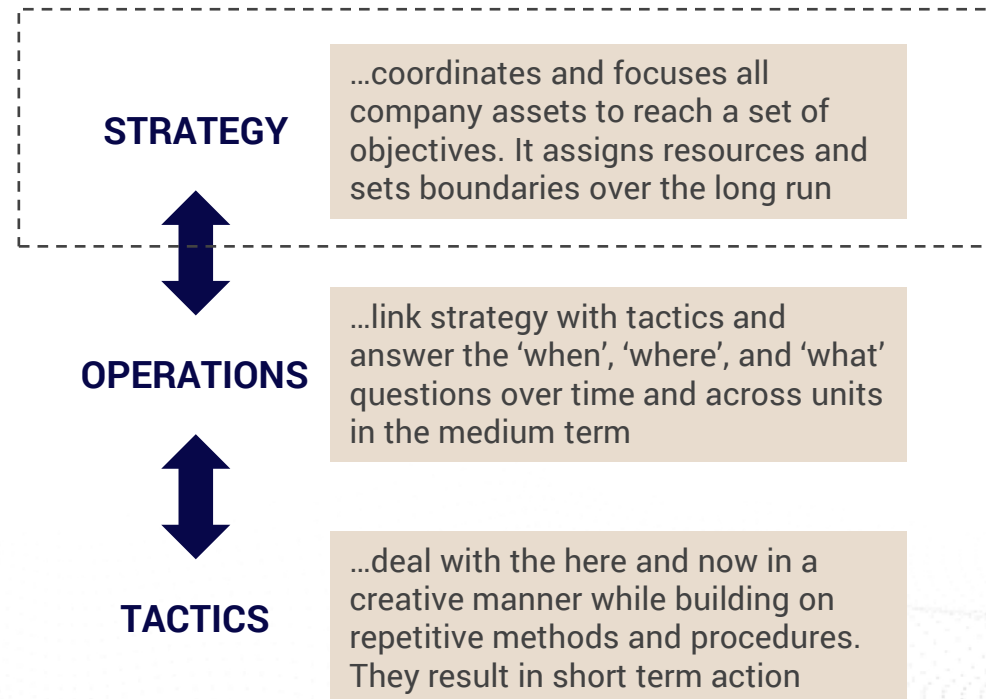 STRATEGY
…coordinates and focuses all
company assets to reach a set of
objectives. It assigns resources and
sets boundaries over the long run
OPERATIONS
…link strategy with tactics and
answer the ‘when’, ‘where’, and ‘what’
questions over time and across units
in the medium term
TACTICS
…deal with the here and now in a
creative manner while building on
repetitive methods and procedures.
They result in short term action